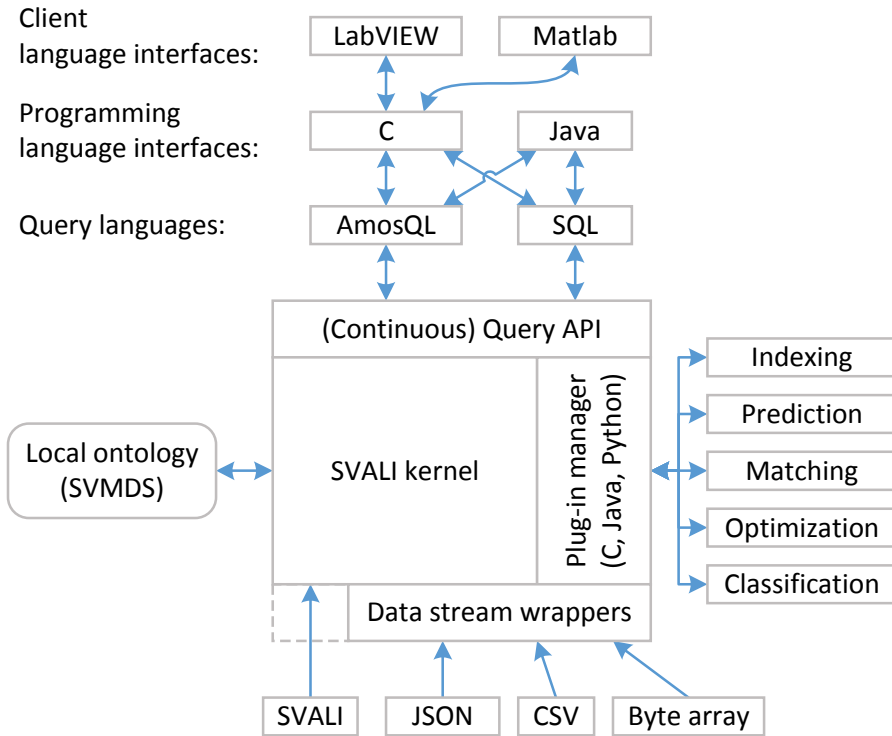 Client
language interfaces:
LabVIEW
Matlab
Programming
language interfaces:
C
Java
Query languages:
AmosQL
SQL
(Continuous) Query API
Local ontology
(SVMDS)
SVALI kernel
Plug-in manager
(C, Java, Python)
Indexing
Prediction
Matching
Optimization
Classification
Data stream wrappers
SVALI
JSON
CSV
Byte array